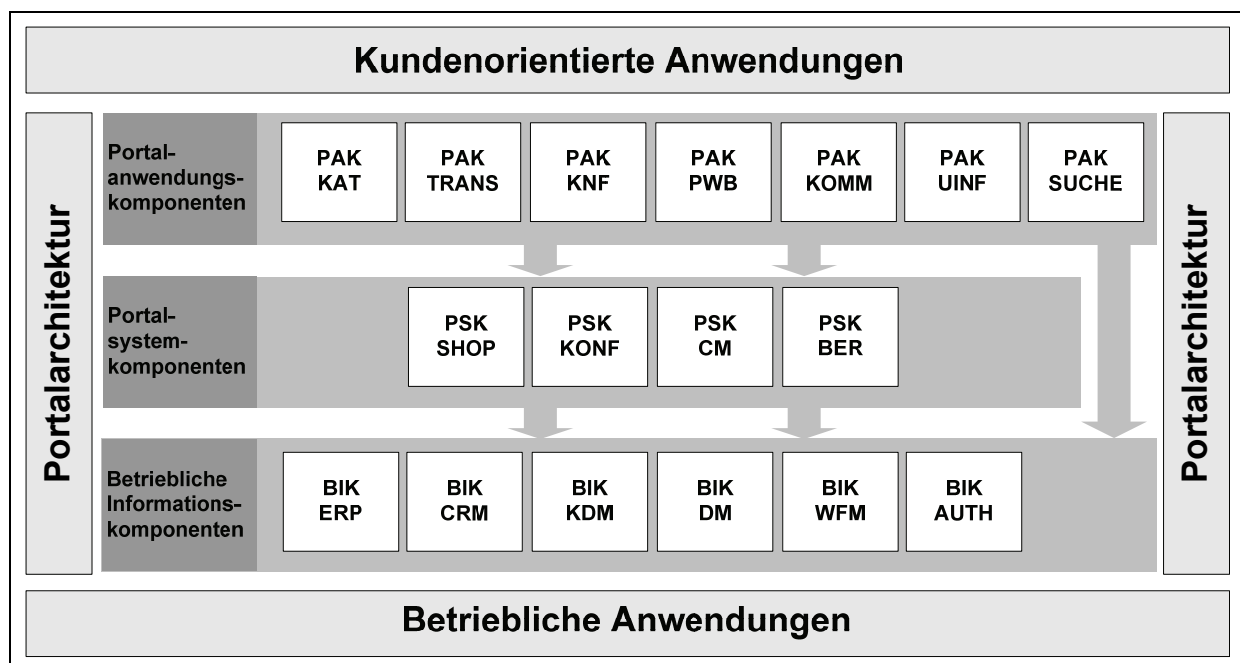 Kundenorientierte Anwendungen
Portalarchitektur
Portal-
anwendungs-
komponenten
PAK
KAT
PAK
TRANS
PAK
KNF
PAK
PWB
PAK
KOMM
PAK
UINF
PAK
SUCHE
Portal-
system-
komponenten
PSK
SHOP
PSK
KONF
PSK
CM
PSK
BER
Betriebliche
Informations-
komponenten
BIK
ERP
BIK
CRM
BIK
KDM
BIK
DM
BIK
WFM
BIK
AUTH
Portalarchitektur
Betriebliche Anwendungen